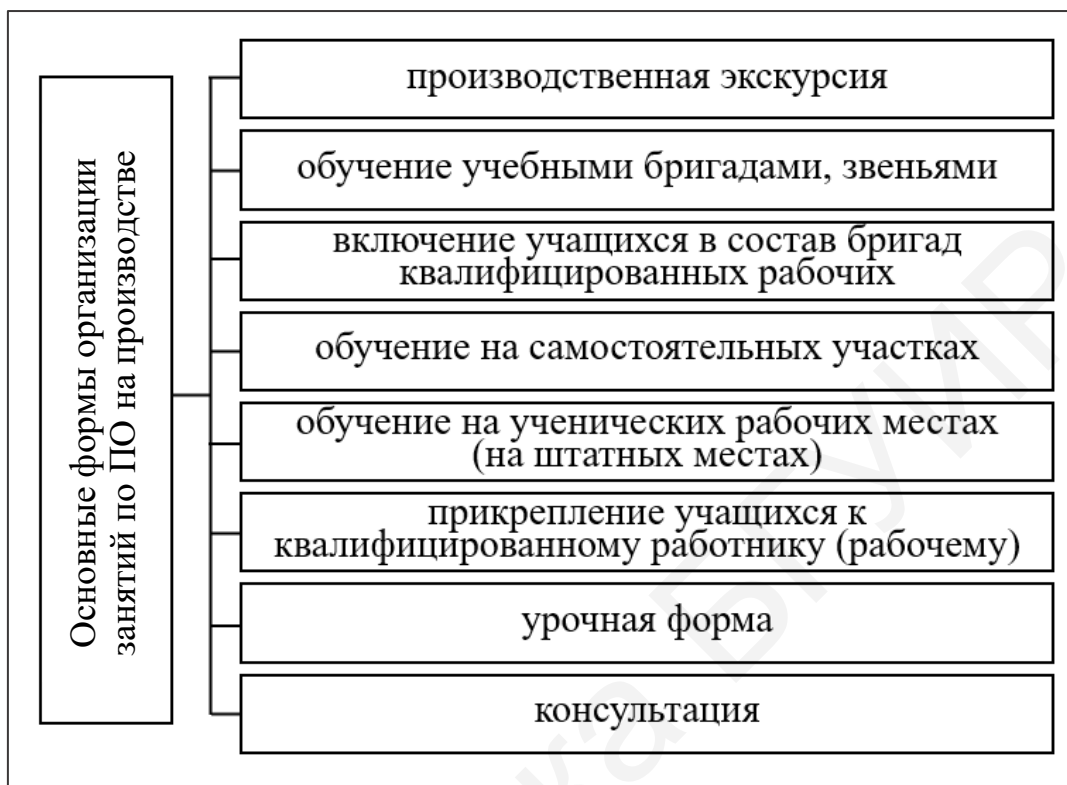 Основные формы организации
занятий по ПО на производстве
производственная экскурсия
обучение учебными бригадами, звеньями
включение учащихся в состав бригад
квалифицированных рабочих
обучение на самостоятельных участках
обучение на ученических рабочих местах
(на штатных местах)
прикрепление учащихся к
квалифицированному работнику (рабочему)
урочная форма
консультация
ка БГУИР